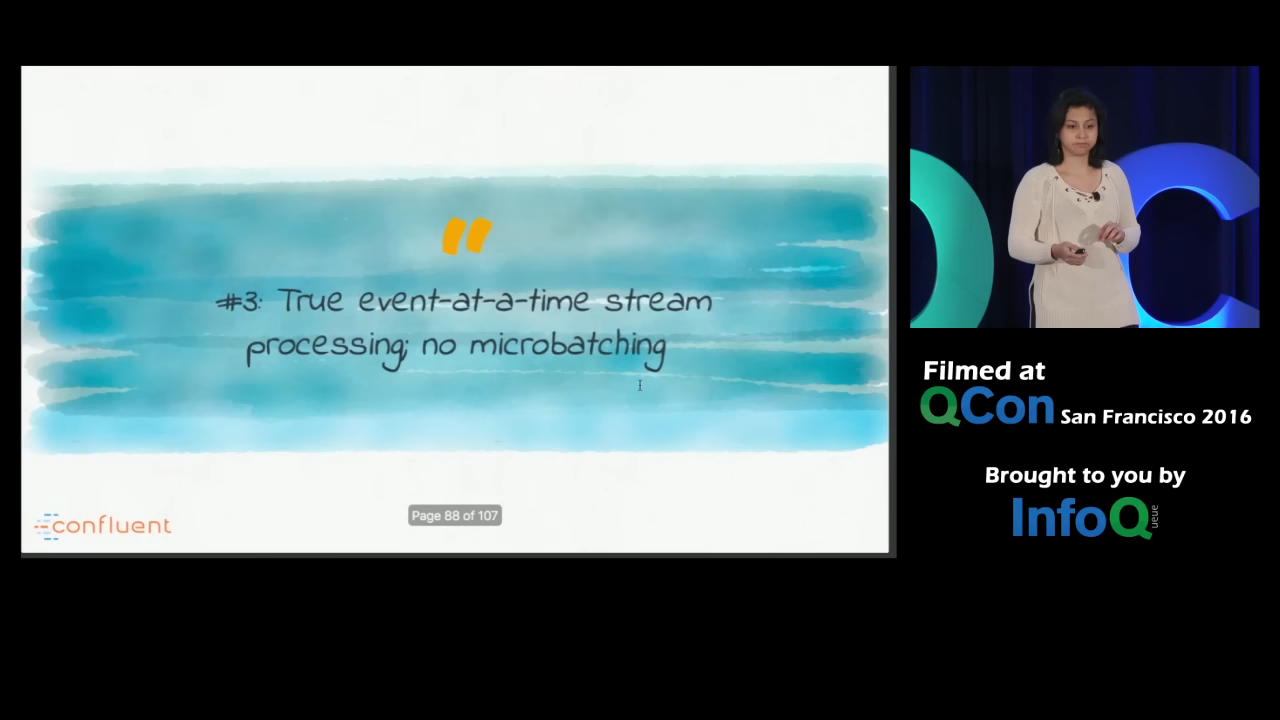 #3: True event-at-a-time stream
processing; no microbatching
confluent
Page 88 of 107
Filmed at
QCon San Francisco 2016
Brought to you by
InfoQ
queue